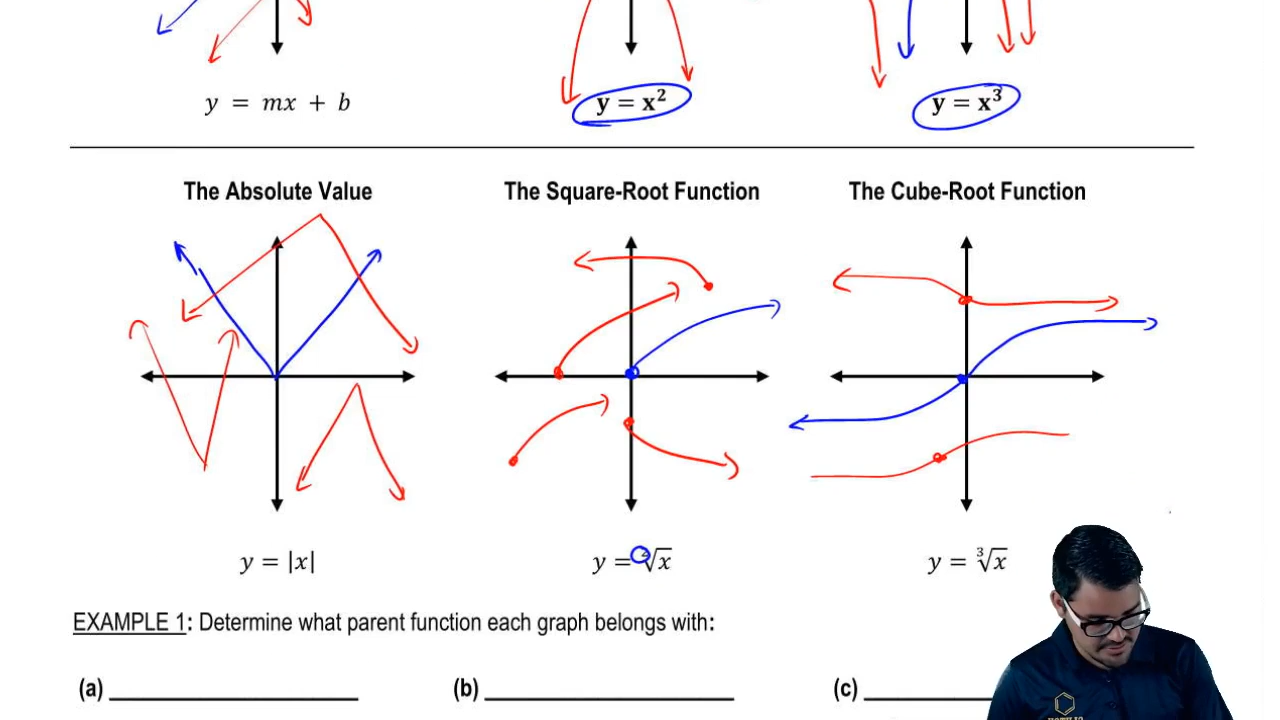 y = mx + b
y = x²
y = x³
The Absolute Value
The Square-Root Function
The Cube-Root Function
y = |x|
y = ²√x
y = ³√x
EXAMPLE 1: Determine what parent function each graph belongs with:
(a)
(b)
(c)